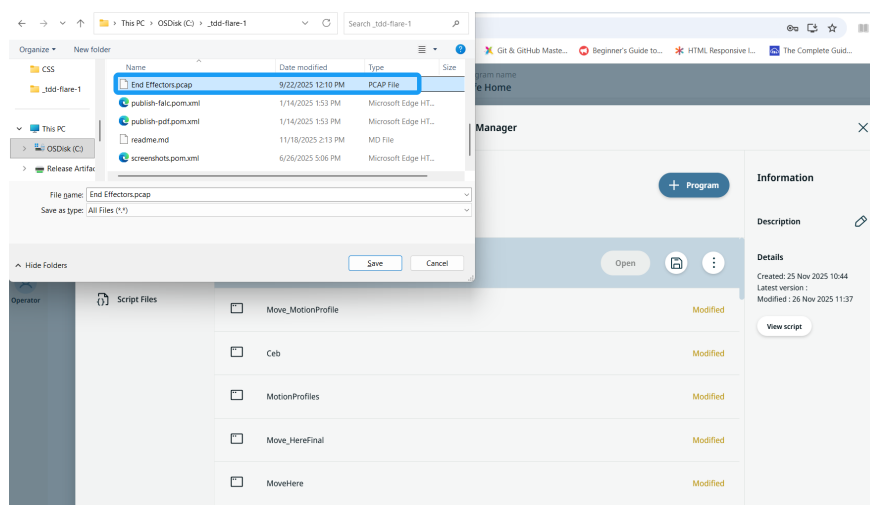 This PC > OSDisk (C:) > _tdd-flare-1
Search _tdd-flare-1
Organize
New folder
CSS
_tdd-flare-1
This PC
OSDisk (C:)
Release Artifac
Name
Date modified
Type
Size
End Effectors.pcap
9/22/2025 12:10 PM
PCAP File
publish-falc.pom.xml
1/14/2025 1:53 PM
Microsoft Edge HT...
publish-pdf.pom.xml
1/14/2025 1:53 PM
Microsoft Edge HT...
readme.md
11/18/2025 2:13 PM
MD File
screenshots.pom.xml
6/26/2025 5:06 PM
Microsoft Edge HT...
File name: End Effectors.pcap
Save as type: All Files (*.*)
Hide Folders
Save
Cancel
Git & GitHub Maste...
Beginner's Guide to...
HTML Responsive I...
The Complete Guid...
gram name
e Home
Manager
+ Program
Information
Description
Details
Created: 25 Nov 2025 10:44
Latest version :
Modified : 26 Nov 2025 11:37
View script
Open
Operator
Script Files
Move_MotionProfile
Modified
Ceb
Modified
MotionProfiles
Modified
Move_HereFinal
Modified
MoveHere
Modified